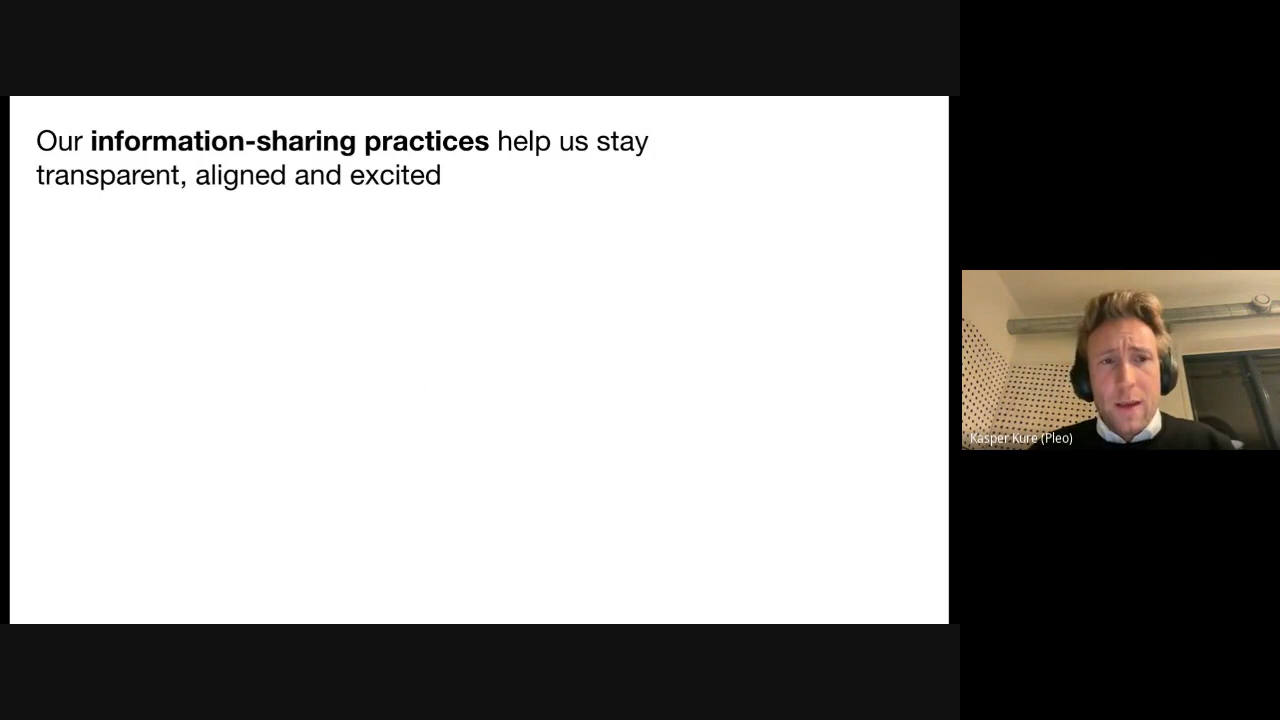 Our information-sharing practices help us stay
transparent, aligned and excited
Kasper Kure (Pleo)